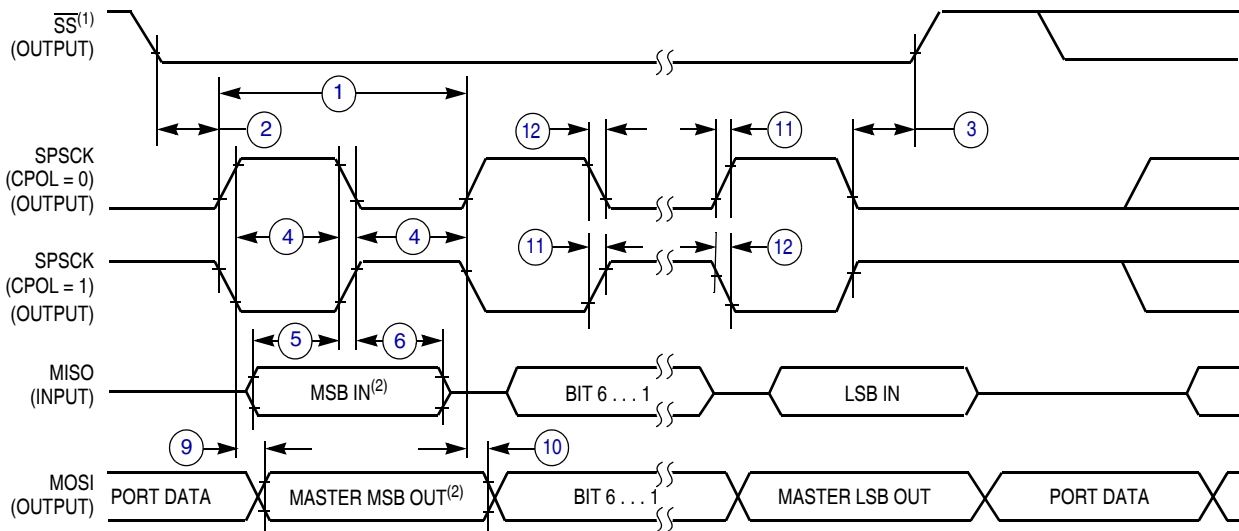 SS(1)
(OUTPUT)
1
2
12
11
3
SPSCK
(CPOL = 0)
(OUTPUT)
4
4
SPSCK
(CPOL = 1)
(OUTPUT)
11
12
5
6
MISO
(INPUT)
MSB IN(2)
BIT 6 . . . 1
LSB IN
9
10
MOSI
(OUTPUT)
PORT DATA
MASTER MSB OUT(2)
BIT 6 . . . 1
MASTER LSB OUT
PORT DATA